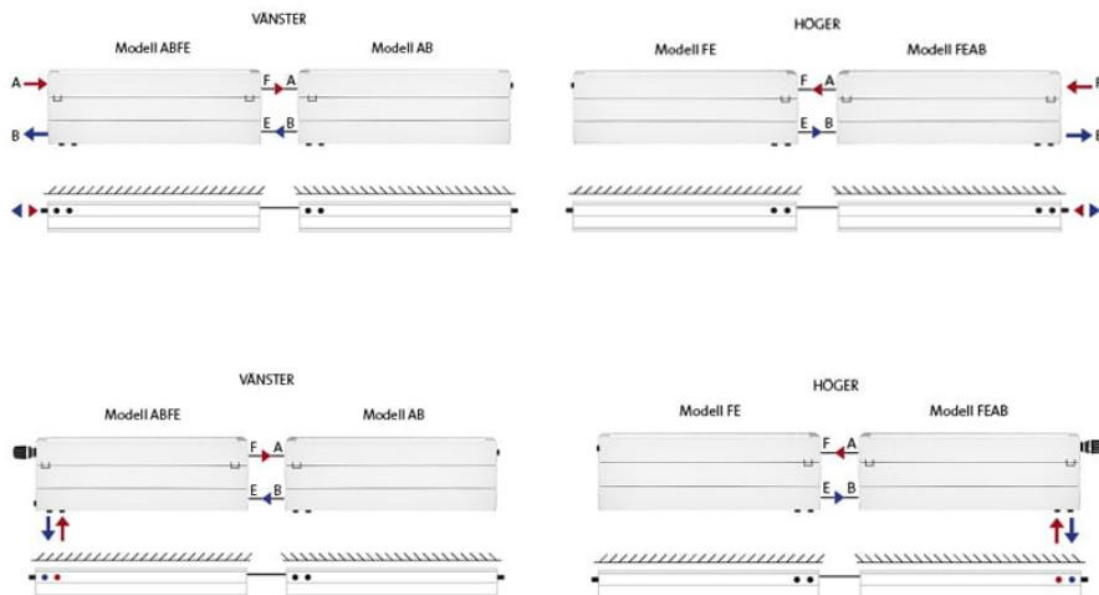 VÄNSTER
Modell ABFE Modell AB
A F A
B E B
HÖGER
Modell FE Modell FEAB
F A F
E B E
VÄNSTER
Modell ABFE Modell AB
F A
E B
HÖGER
Modell FE Modell FEAB
F A
E B